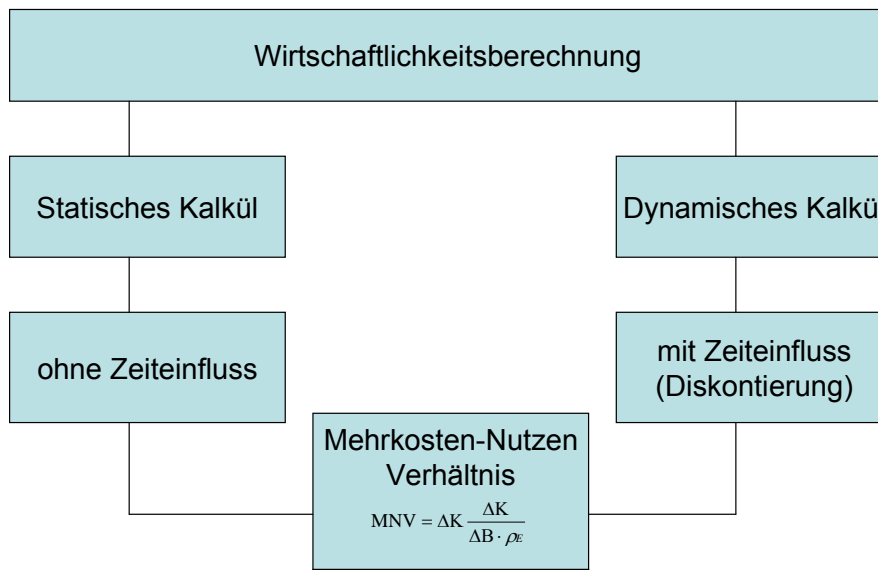 Wirtschaftlichkeitsberechnung
Statisches Kalkül
Dynamisches Kalkü
ohne Zeiteinfluss
mit Zeiteinfluss
(Diskontierung)
Mehrkosten-Nutzen
Verhältnis
MNV = ΔK ΔK / (ΔB · ρE)